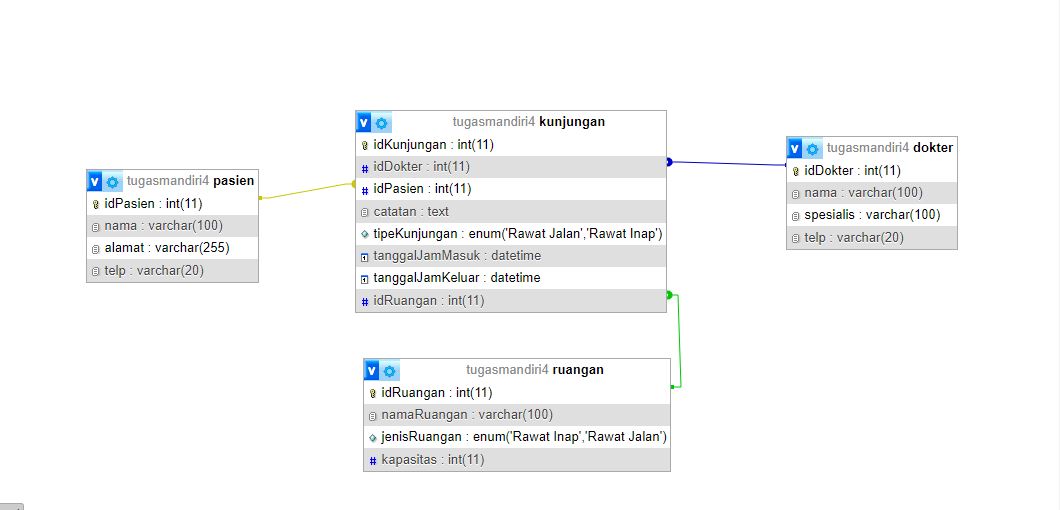 tugasmandiri4 pasien
idPasien : int(11)
nama : varchar(100)
alamat : varchar(255)
telp : varchar(20)
tugasmandiri4 kunjungan
idKunjungan : int(11)
idDokter : int(11)
idPasien : int(11)
catatan : text
tipeKunjungan : enum('Rawat Jalan','Rawat Inap')
tanggalJamMasuk : datetime
tanggalJamKeluar : datetime
idRuangan : int(11)
tugasmandiri4 dokter
idDokter : int(11)
nama : varchar(100)
spesialis : varchar(100)
telp : varchar(20)
tugasmandiri4 ruangan
idRuangan : int(11)
namaRuangan : varchar(100)
jenisRuangan : enum('Rawat Inap','Rawat Jalan')
kapasitas : int(11)